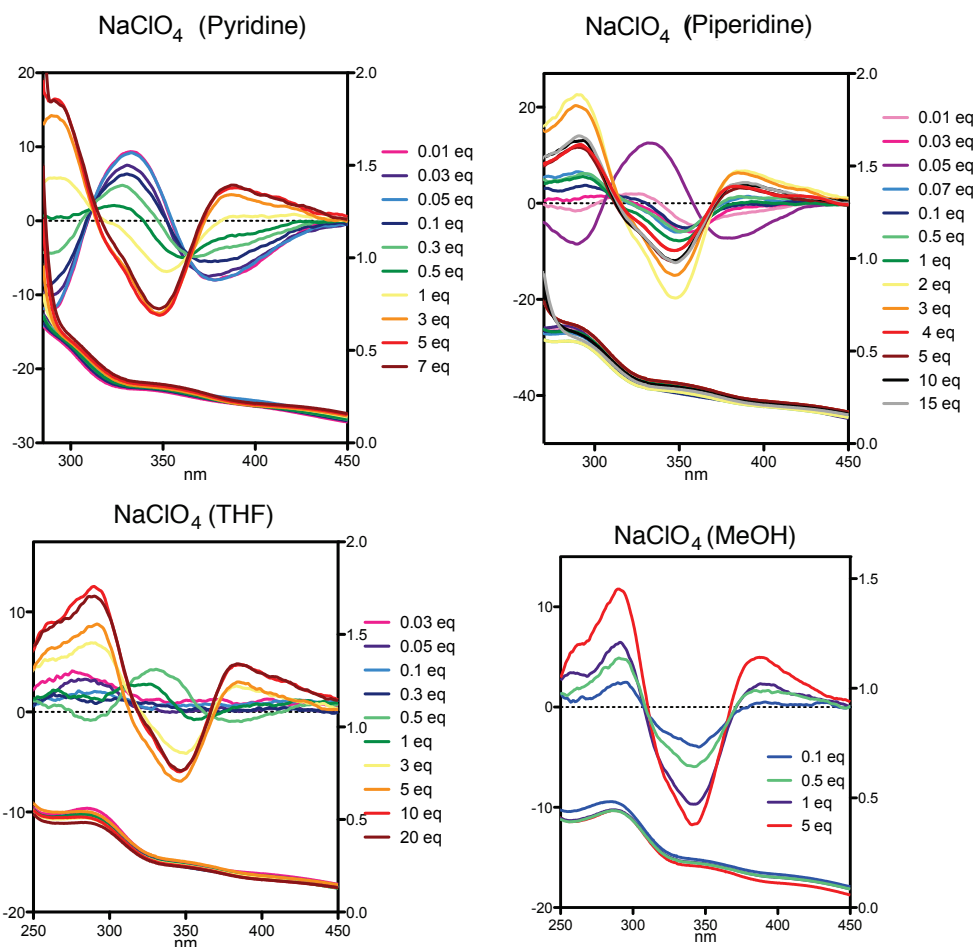 NaClO4 (Pyridine)
20
10
0
-10
-20
-30
2.0
1.5
1.0
0.5
0.0
300
350
400
450
nm
0.01 eq
0.03 eq
0.05 eq
0.1 eq
0.3 eq
0.5 eq
1 eq
3 eq
5 eq
7 eq
NaClO4 (Piperidine)
20
0
-20
-40
2.0
1.5
1.0
0.5
0.0
300
350
400
450
nm
0.01 eq
0.03 eq
0.05 eq
0.07 eq
0.1 eq
0.5 eq
1 eq
2 eq
3 eq
4 eq
5 eq
10 eq
15 eq
NaClO4 (THF)
10
0
-10
-20
2.0
1.5
1.0
0.5
0.0
250
300
350
400
450
nm
0.03 eq
0.05 eq
0.1 eq
0.3 eq
0.5 eq
1 eq
3 eq
5 eq
10 eq
20 eq
NaClO4 (MeOH)
10
0
-10
-20
1.5
1.0
0.5
0.0
250
300
350
400
450
nm
0.1 eq
0.5 eq
1 eq
5 eq